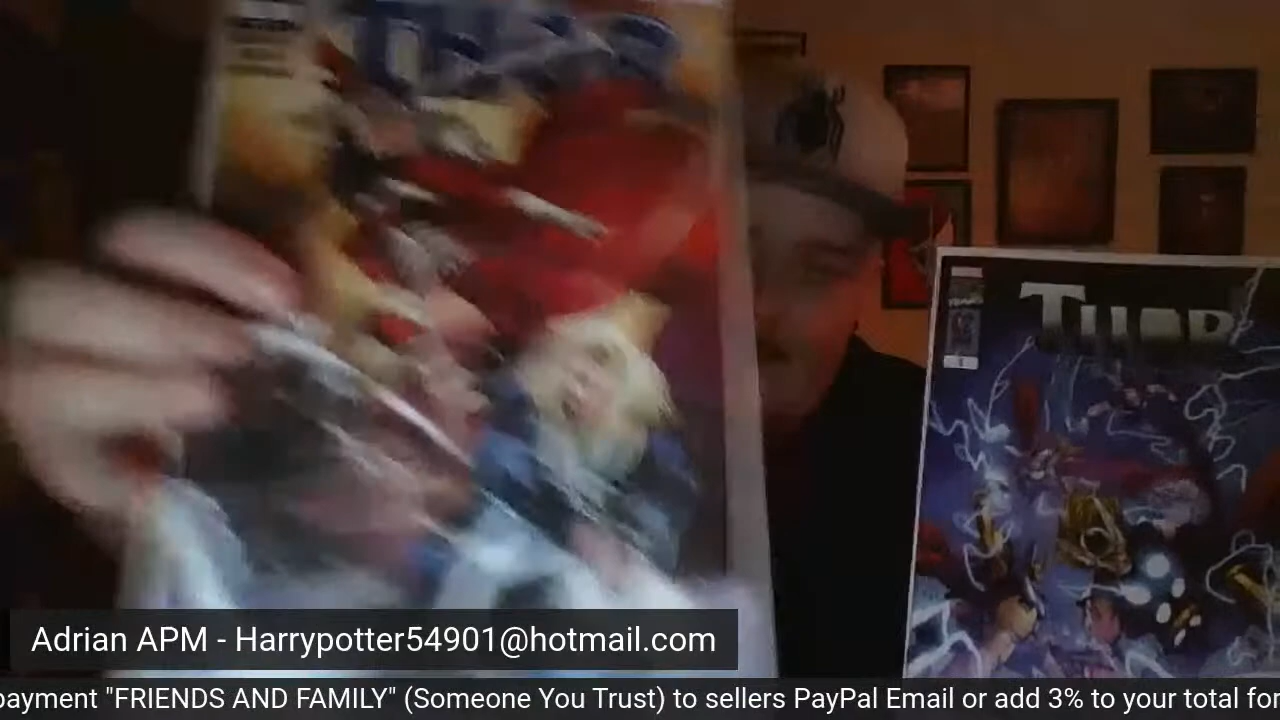 THOR
Adrian APM - Harrypotter54901@hotmail.com
payment "FRIENDS AND FAMILY" (Someone You Trust) to sellers PayPal Email or add 3% to your total for